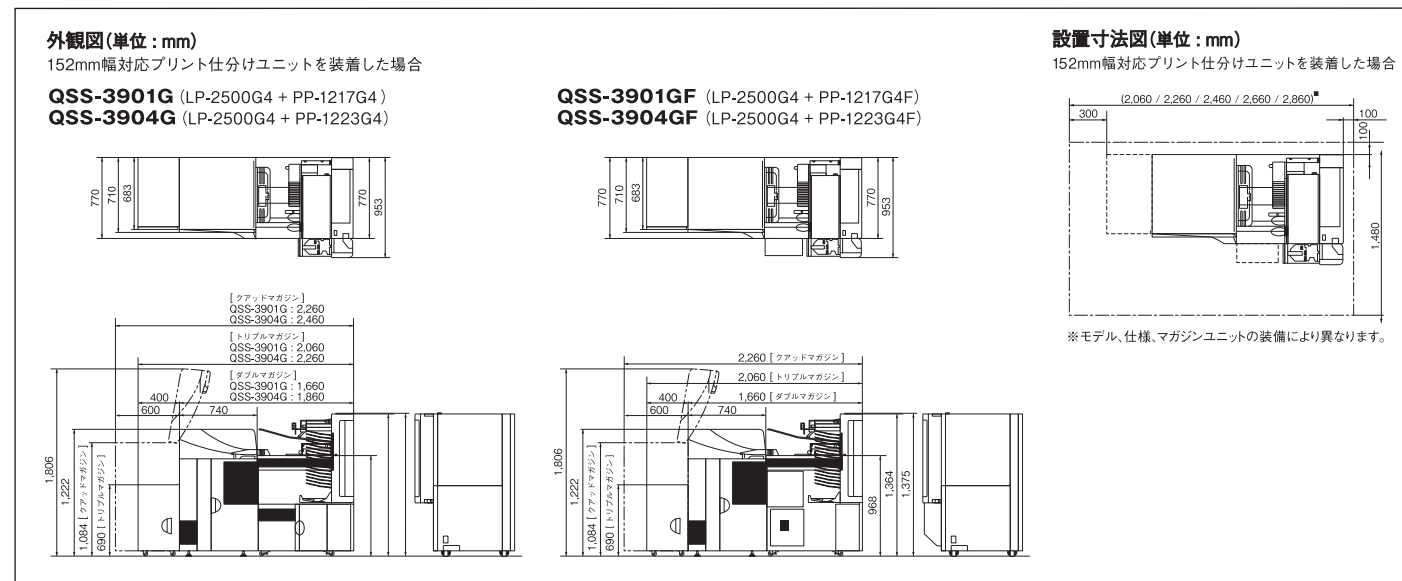 外観図(単位：mm)
152mm幅対応プリント仕分けユニットを装着した場合
QSS-3901G (LP-2500G4 + PP-1217G4 )
QSS-3904G (LP-2500G4 + PP-1223G4)
770
710
683
770
953
[ クアッドマガジン ]
QSS-3901G : 2,260
QSS-3904G : 2,460
[ トリプルマガジン ]
QSS-3901G : 2,060
QSS-3904G : 2,260
[ ダブルマガジン ]
QSS-3901G : 1,660
QSS-3904G : 1,860
400
600
740
1,806
1,222
1,084 [ クアッドマガジン ]
690 [ トリプルマガジン ]
QSS-3901GF (LP-2500G4 + PP-1217G4F)
QSS-3904GF (LP-2500G4 + PP-1223G4F)
770
710
683
770
953
2,260 [ クアッドマガジン ]
2,060 [ トリプルマガジン ]
1,660 [ ダブルマガジン ]
400
600
740
1,806
1,222
1,084 [ クアッドマガジン ]
690 [ トリプルマガジン ]
968
1,364
1,375
設置寸法図(単位：mm)
152mm幅対応プリント仕分けユニットを装着した場合
(2,060 / 2,260 / 2,460 / 2,660 / 2,860)※
300
100
100
1,480
※モデル、仕様、マガジンユニットの装備により異なります。